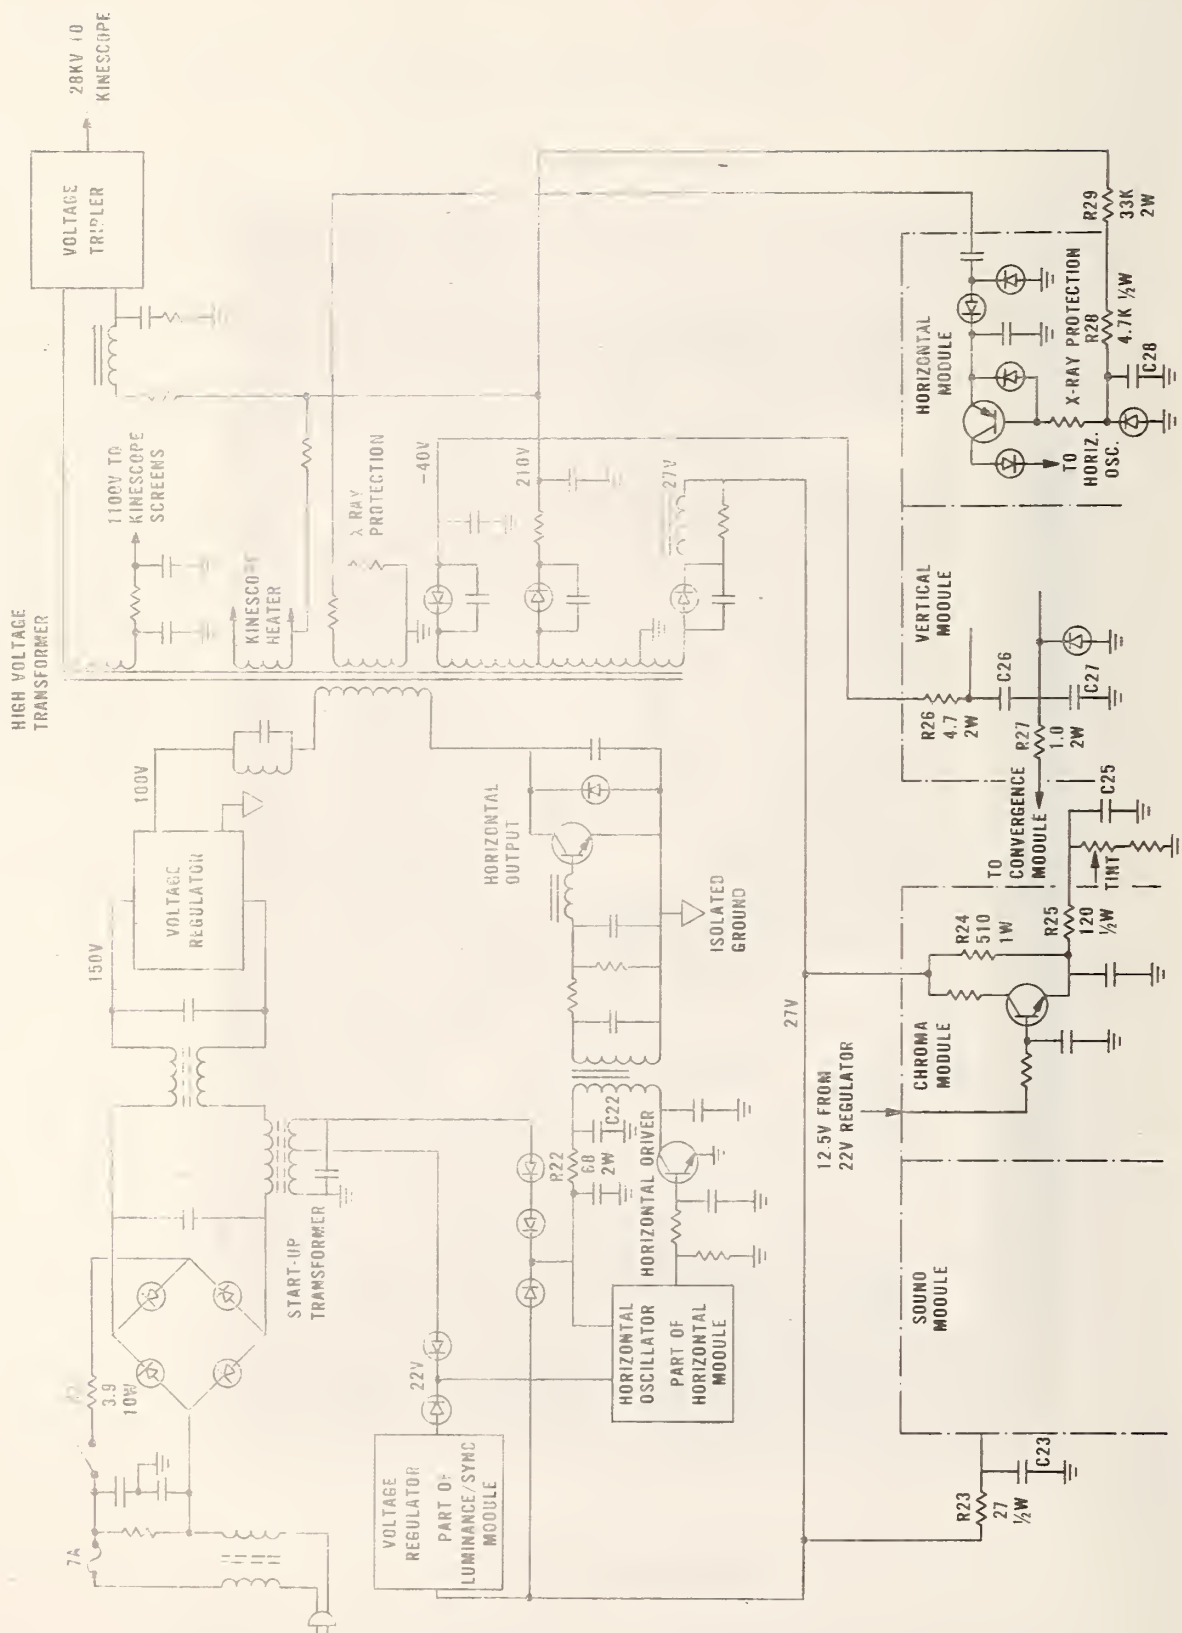 28KV TO
KINESCOPE
VOLTAGE
TRIPLER
HIGH VOLTAGE
TRANSFORMER
1100V TO
KINESCOPE
SCREENS
KINESCOPE
HEATER
X RAY
PROTECTION
-40V
210V
27V
100V
VOLTAGE
REGULATOR
150V
HORIZONTAL
OUTPUT
ISOLATED
GROUND
START-UP
TRANSFORMER
7A
3.9
10W
22V
VOLTAGE
REGULATOR
PART OF
LUMINANCE/SYNC
MODULE
R22
68
2W
C22
HORIZONTAL DRIVER
HORIZONTAL
OSCILLATOR
PART OF
HORIZONTAL
MODULE
27V
12.5V FROM
22V REGULATOR
R29
33K
2W
HORIZONTAL
MODULE
X-RAY PROTECTION
R28
4.7K ½W
C28
TO
HORIZ.
OSC.
VERTICAL
MODULE
R26
4.7
2W
C26
R27
1.0
2W
C27
TO
CONVERGENCE
MODULE
C25
TINT
CHROMA
MODULE
R24
510
1W
R25
120
½W
SOUND
MODULE
R23
27
½W
C23